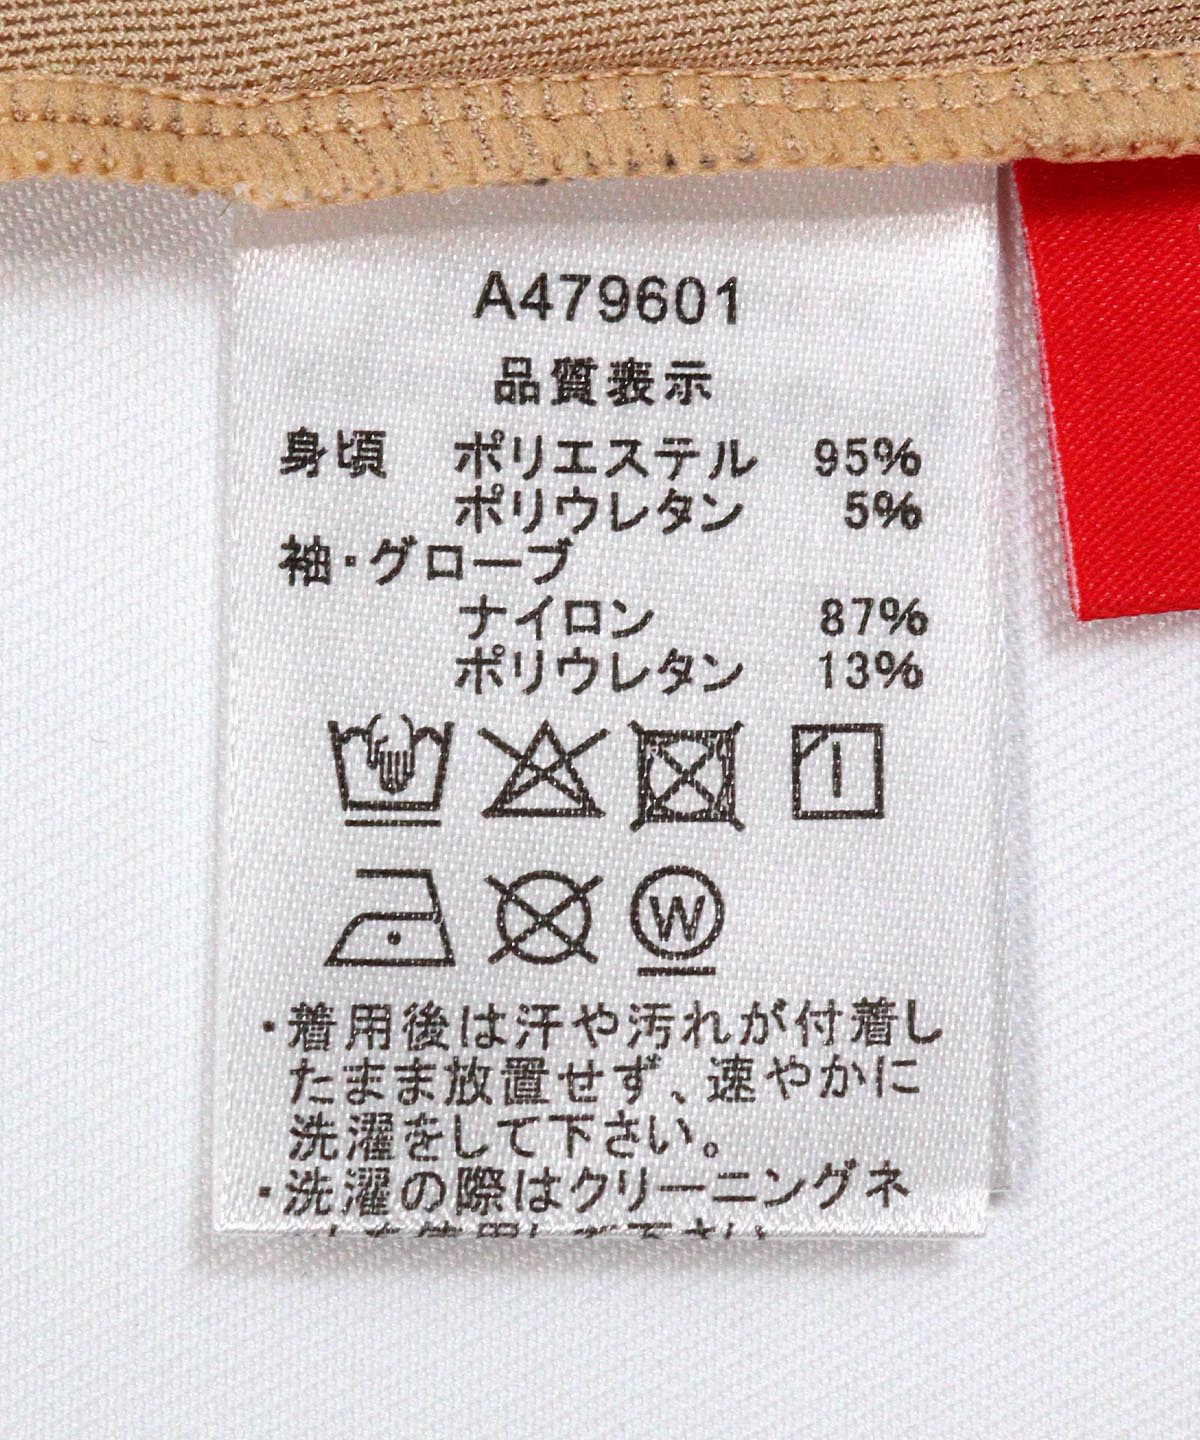 A479601
品質表示
身頃 ポリエステル 95%
ポリウレタン 5%
袖・グローブ
ナイロン 87%
ポリウレタン 13%
W
・着用後は汗や汚れが付着し
たまま放置せず、速やかに
洗濯をして下さい。
・洗濯の際はクリーニングネ